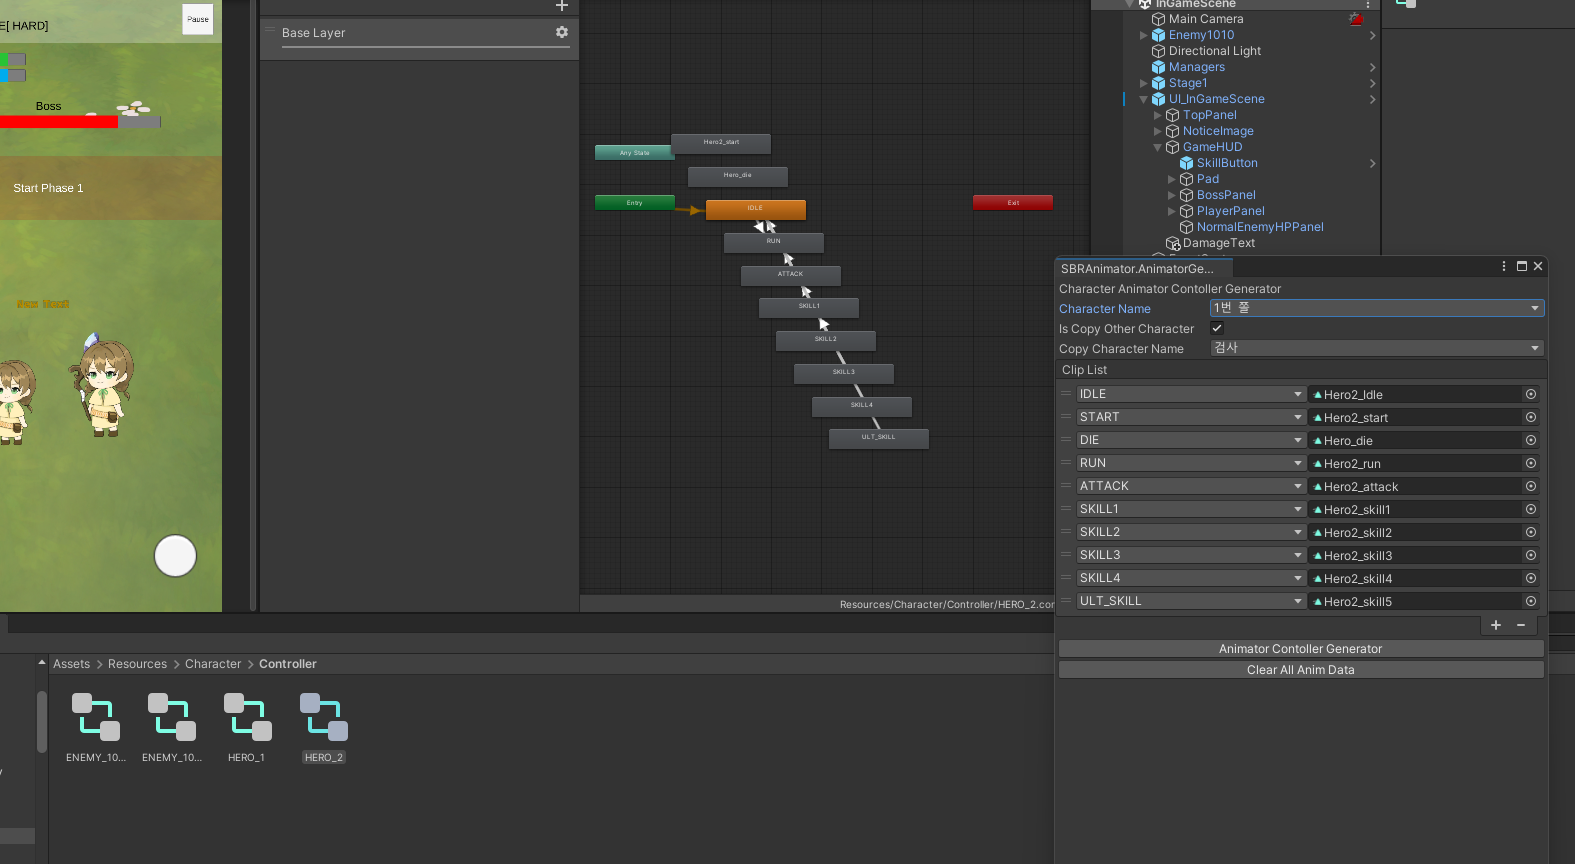 E[ HARD]
Pause
Boss
Start Phase 1
Base Layer
Any State
Hero2_start
Hero_die
Entry
IDLE
Exit
RUN
ATTACK
SKILL1
SKILL2
SKILL3
SKILL4
ULT_SKILL
Resources/Character/Controller/HERO_2.con
InGameScene
Main Camera
Enemy1010
Directional Light
Managers
Stage1
UI_InGameScene
TopPanel
NoticeImage
GameHUD
SkillButton
Pad
BossPanel
PlayerPanel
NormalEnemyHPPanel
DamageText
SBRAnimator.AnimatorGe...
Character Animator Contoller Generator
Character Name 1번 쫄
Is Copy Other Character
Copy Character Name 검사
Clip List
IDLE Hero2_Idle
START Hero2_start
DIE Hero_die
RUN Hero2_run
ATTACK Hero2_attack
SKILL1 Hero2_skill1
SKILL2 Hero2_skill2
SKILL3 Hero2_skill3
SKILL4 Hero2_skill4
ULT_SKILL Hero2_skill5
Animator Contoller Generator
Clear All Anim Data
Assets > Resources > Character > Controller
ENEMY_10...
ENEMY_10...
HERO_1
HERO_2